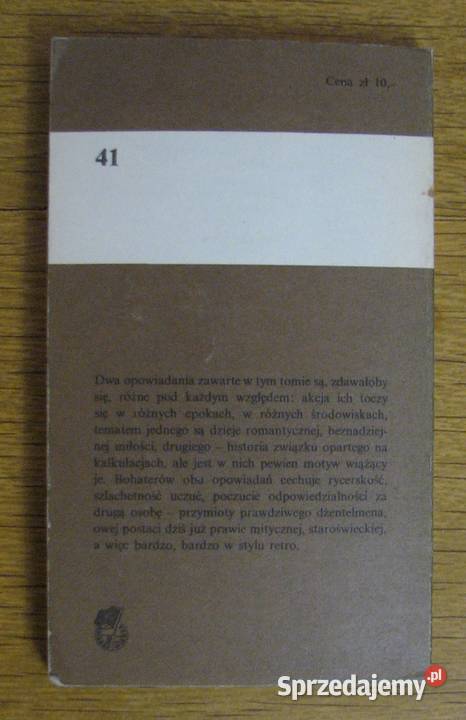 Cena zł 10,-
41
Dwa opowiadania zawarte w tym tomie są, zdawałoby
się, różne pod każdym względem: akcja ich toczy
się w różnych epokach, w różnych środowiskach,
tematem jednego są dzieje romantycznej, beznadziej-
nej miłości, drugiego – historia związku opartego na
kalkulacjach, ale jest w nich pewien motyw wiążący
je. Bohaterów obu opowiadań cechuje rycerskość,
szlachetność uczuć, poczucie odpowiedzialności za
drugą osobę – przymioty prawdziwego dżentelmena,
owej postaci dziś już prawie mitycznej, staroświeckiej,
a więc bardzo, bardzo w stylu retro.
Sprzedajemy.pl